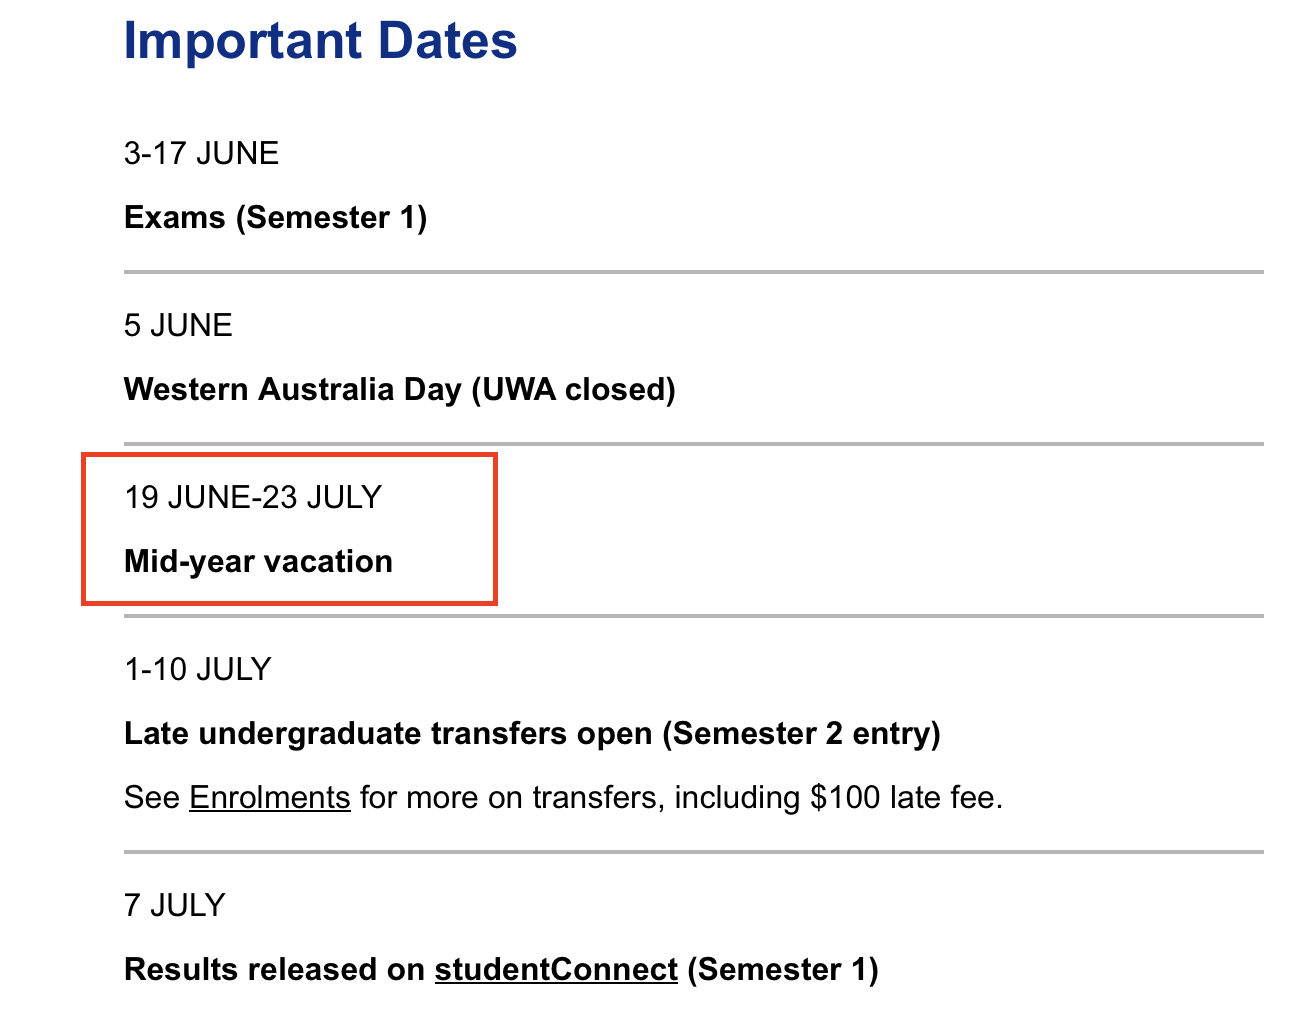 Important Dates
3-17 JUNE
Exams (Semester 1)
5 JUNE
Western Australia Day (UWA closed)
19 JUNE-23 JULY
Mid-year vacation
1-10 JULY
Late undergraduate transfers open (Semester 2 entry)
See Enrolments for more on transfers, including $100 late fee.
7 JULY
Results released on studentConnect (Semester 1)